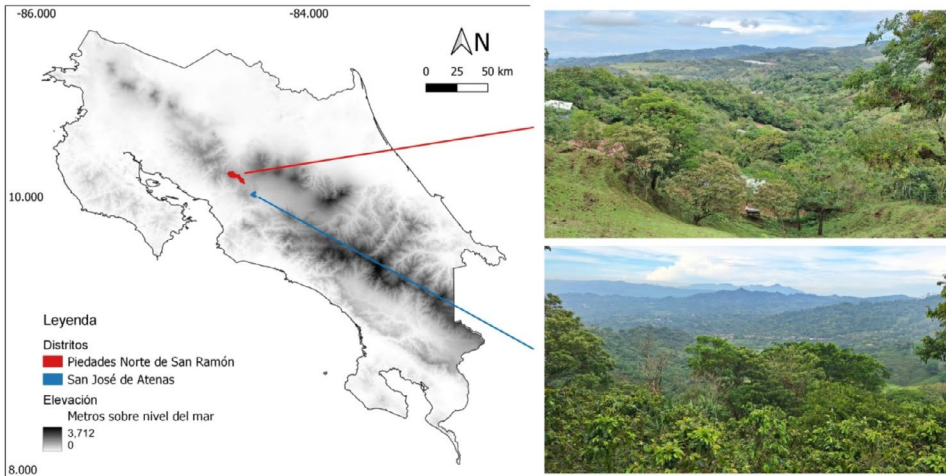 -86.000
-84.000
N
0 25 50 km
10.000
Leyenda
Distritos
Piedades Norte de San Ramón
San José de Atenas
Elevación
Metros sobre nivel del mar
3,712
0
8.000